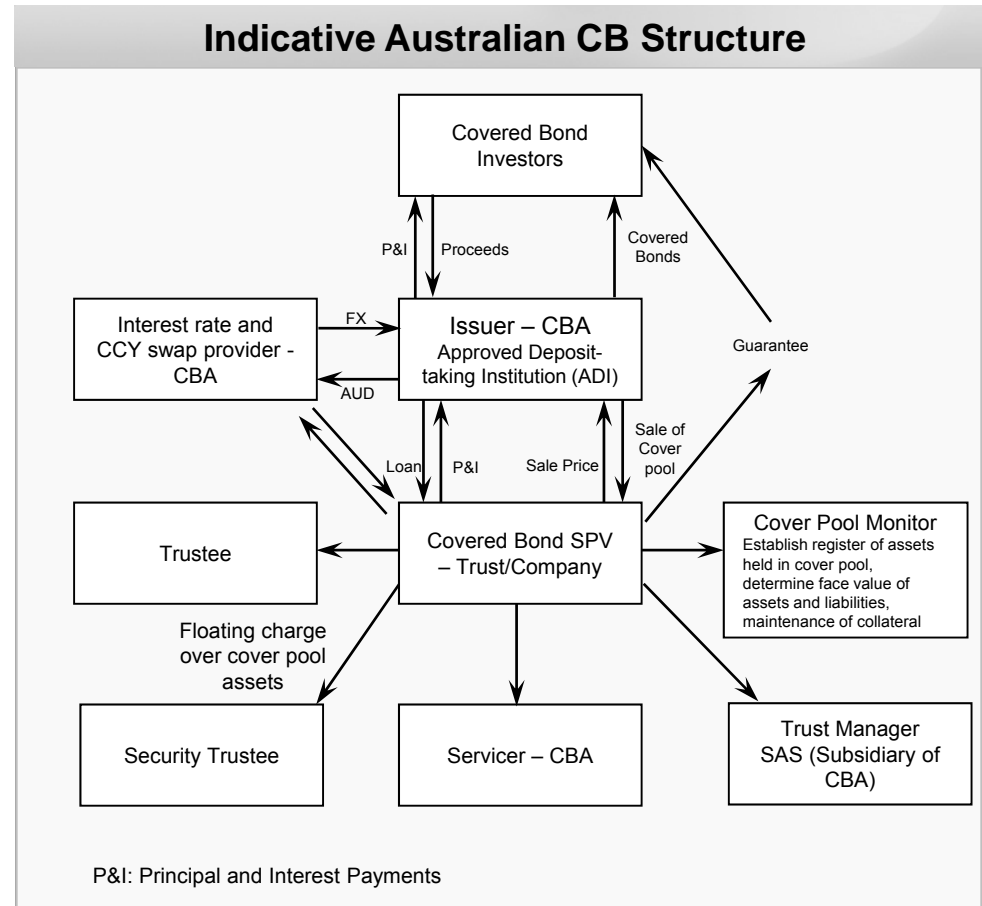 Indicative Australian CB Structure
Covered Bond
Investors
P&I
Proceeds
Covered
Bonds
Interest rate and
CCY swap provider -
CBA
FX
AUD
Issuer – CBA
Approved Deposit-
taking Institution (ADI)
Guarantee
Loan
P&I
Sale Price
Sale of
Cover
pool
Trustee
Covered Bond SPV
– Trust/Company
Cover Pool Monitor
Establish register of assets
held in cover pool,
determine face value of
assets and liabilities,
maintenance of collateral
Floating charge
over cover pool
assets
Security Trustee
Servicer – CBA
Trust Manager
SAS (Subsidiary of
CBA)
P&I: Principal and Interest Payments